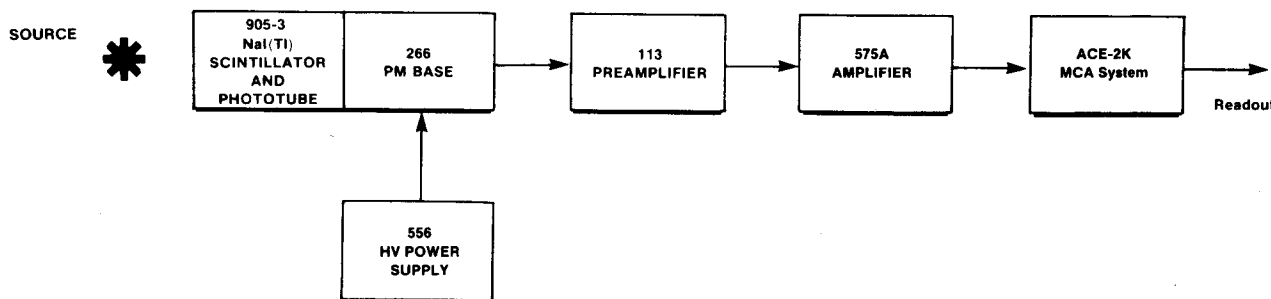 SOURCE
905-3
NaI(Tl)
SCINTILLATOR
AND
PHOTOTUBE
266
PM BASE
113
PREAMPLIFIER
575A
AMPLIFIER
ACE-2K
MCA System
Readout
556
HV POWER
SUPPLY